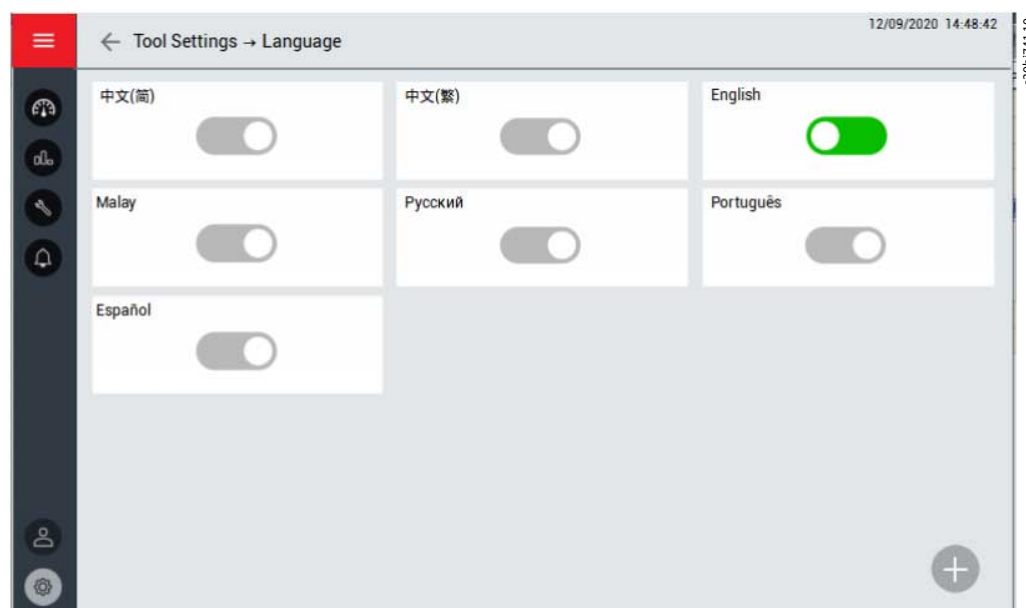 12/09/2020 14:48:42
← Tool Settings → Language
中文(简)
中文(繁)
English
Malay
Русский
Português
Español